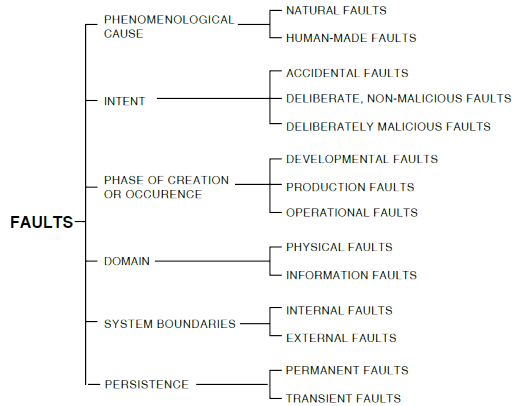 FAULTS
PHENOMENOLOGICAL
CAUSE
NATURAL FAULTS
HUMAN-MADE FAULTS
INTENT
ACCIDENTAL FAULTS
DELIBERATE, NON-MALICIOUS FAULTS
DELIBERATELY MALICIOUS FAULTS
PHASE OF CREATION
OR OCCURENCE
DEVELOPMENTAL FAULTS
PRODUCTION FAULTS
OPERATIONAL FAULTS
DOMAIN
PHYSICAL FAULTS
INFORMATION FAULTS
SYSTEM BOUNDARIES
INTERNAL FAULTS
EXTERNAL FAULTS
PERSISTENCE
PERMANENT FAULTS
TRANSIENT FAULTS